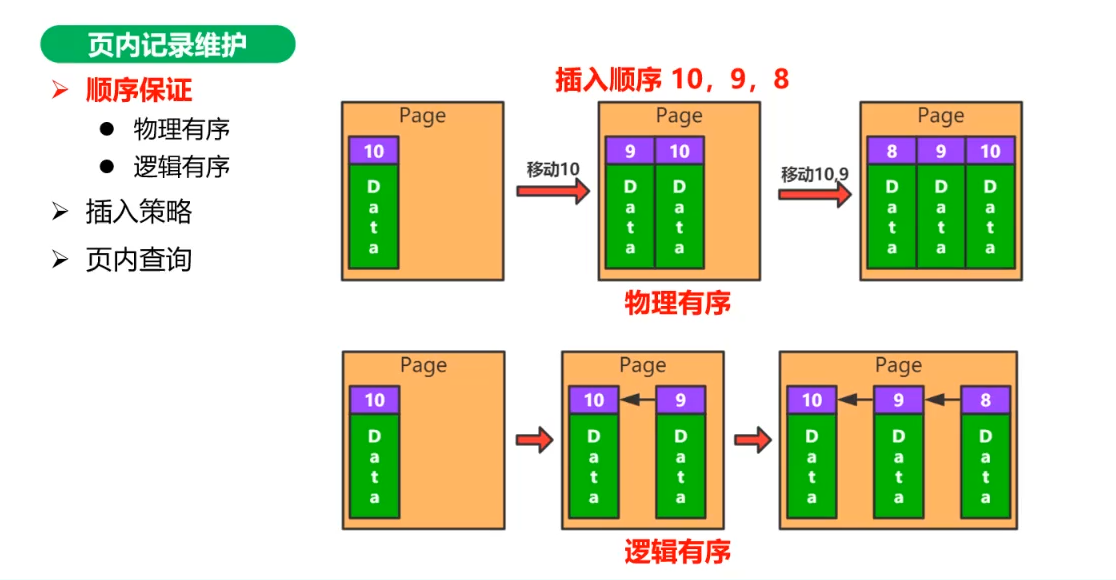 页内记录维护
➢ 顺序保证
● 物理有序
● 逻辑有序
➢ 插入策略
➢ 页内查询
插入顺序 10，9，8
Page
10
Data
移动10
Page
9 10
Data Data
移动10,9
Page
8 9 10
Data Data Data
物理有序
Page
10
Data
Page
10 9
Data Data
Page
10 9 8
Data Data Data
逻辑有序